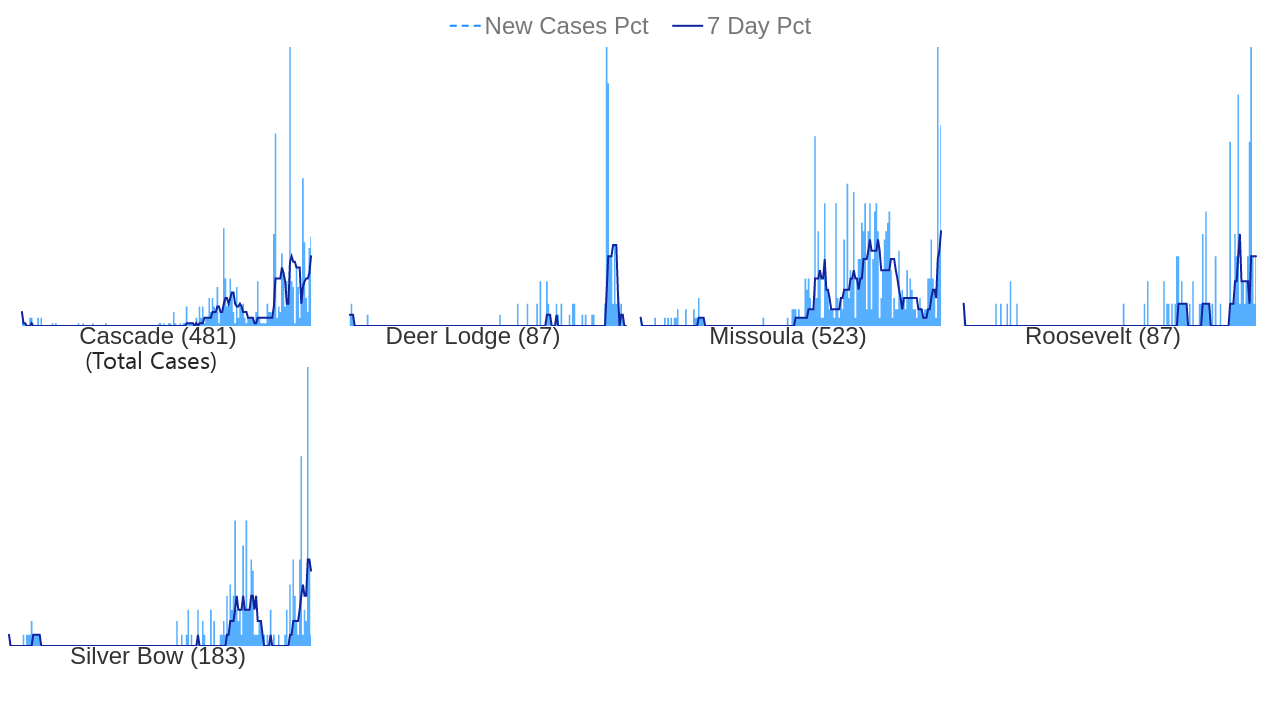 New Cases Pct 7 Day Pct
Cascade (481) Deer Lodge (87) Missoula (523) Roosevelt (87)
(Total Cases)
Silver Bow (183)